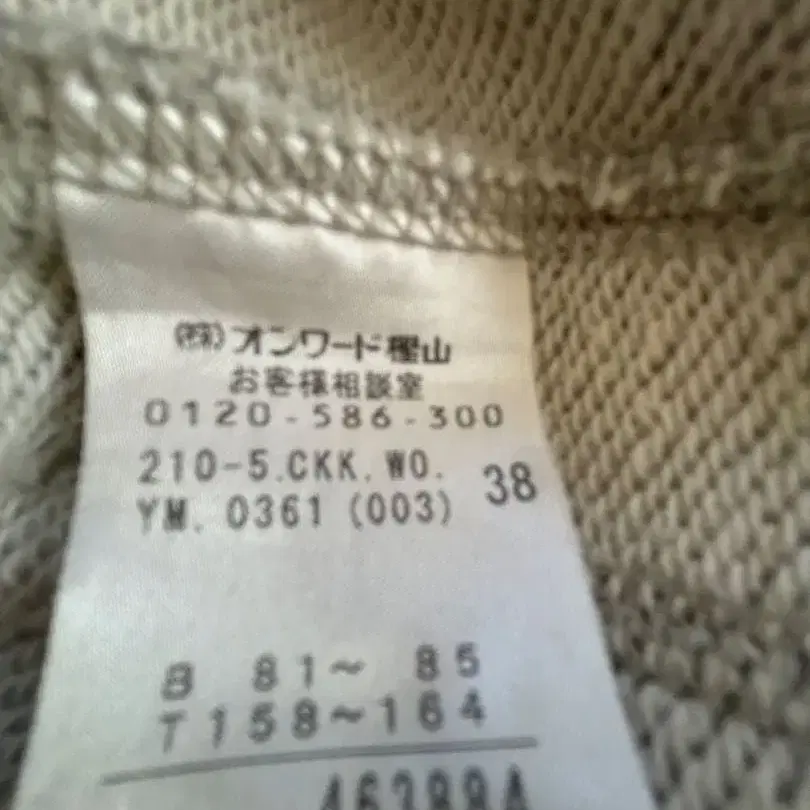 ㈱オンワード樫山
お客様相談室
0120-586-300
210-5.CKK.WO. 38
YM. 0361 (003)
B 81~ 85
T158~164